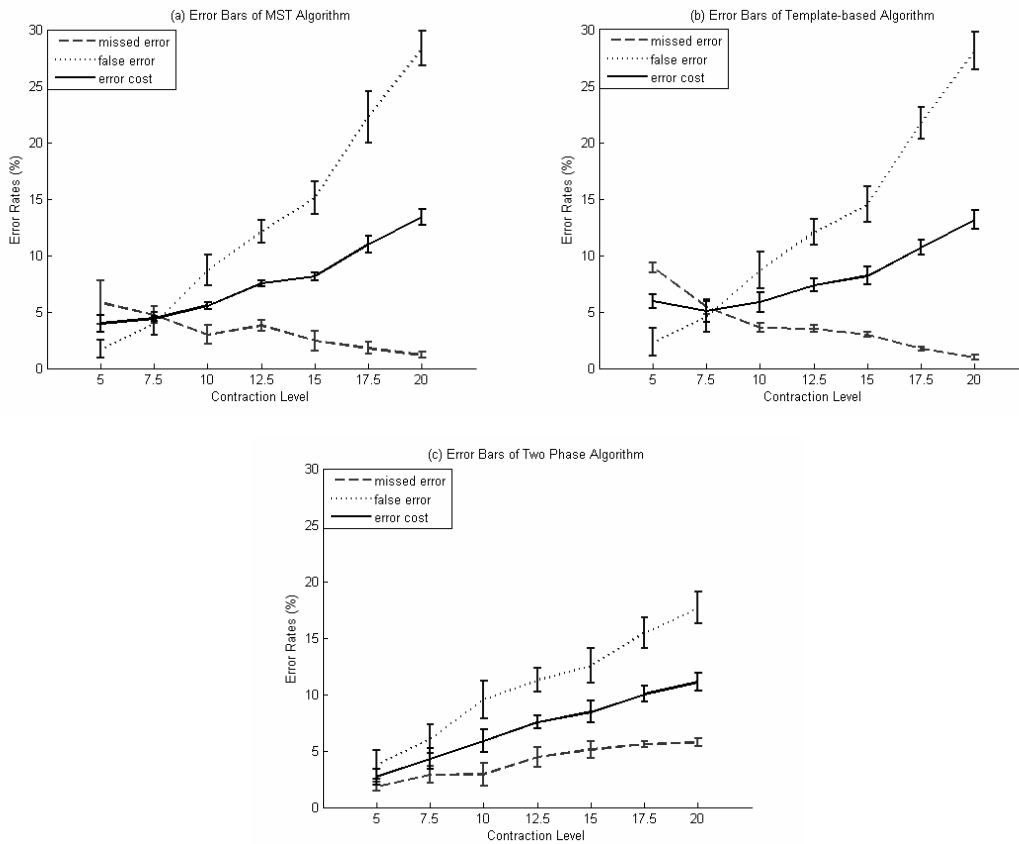 (a) Error Bars of MST Algorithm
30
25
20
15
10
5
0
Error Rates (%)
missed error
false error
error cost
5 7.5 10 12.5 15 17.5 20
Contraction Level
(b) Error Bars of Template-based Algorithm
30
25
20
15
10
5
0
Error Rates (%)
missed error
false error
error cost
5 7.5 10 12.5 15 17.5 20
Contraction Level
(c) Error Bars of Two Phase Algorithm
30
25
20
15
10
5
0
Error Rates (%)
missed error
false error
error cost
5 7.5 10 12.5 15 17.5 20
Contraction Level